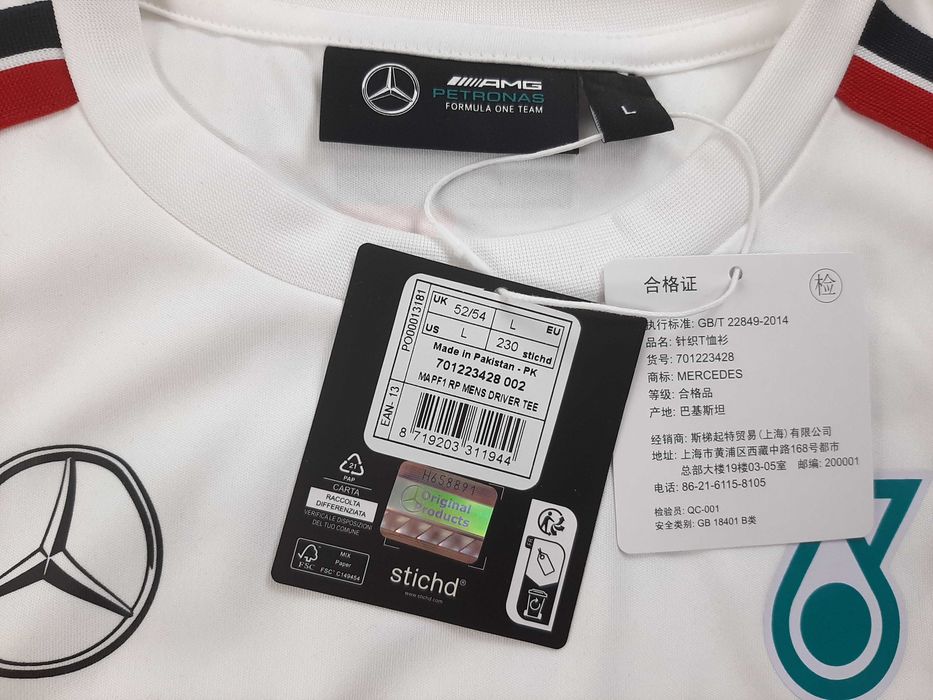 AMG
PETRONAS
FORMULA ONE TEAM
L
PO00013181
UK 52/54 L EU
US L 230 stichd
Made in Pakistan - PK
701223428 002
MAPF1 RP MENS DRIVER TEE
EAN- 13
8 719203 311944
21
PAP
CARTA
RACCOLTA
DIFFERENZIATA
VERIFICA LE DISPOSIZIONI
DEL TUO COMUNE
H658891
Original
Products
FSC
MIX
Paper
FSC® C149454
stichd®
www.stichd.com
合格证
检
执行标准: GB/T 22849-2014
品名: 针织T恤衫
货号: 701223428
商标: MERCEDES
等级: 合格品
产地: 巴基斯坦
经销商: 斯梯起特贸易(上海)有限公司
地址: 上海市黄浦区西藏中路168号都市
总部大楼19楼03-05室 邮编: 200001
电话: 86-21-6115-8105
检验员: QC-001
安全类别: GB 18401 B类